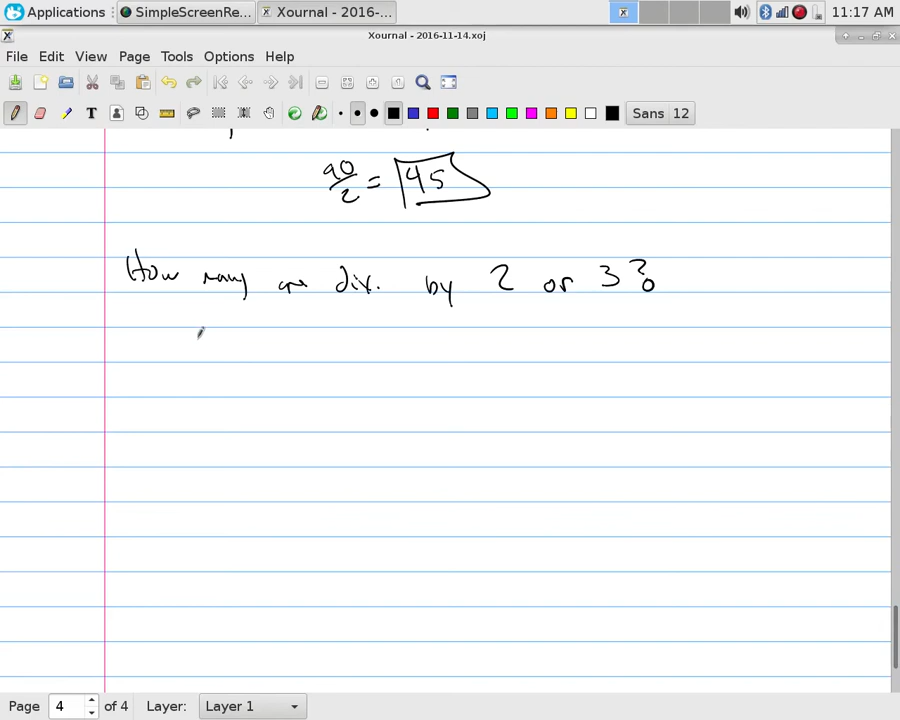 Applications SimpleScreenRe... Xournal - 2016-... 11:17 AM
Xournal - 2016-11-14.xoj
File Edit View Page Tools Options Help
T Sans 12
90/2 = 45
How many are div. by 2 or 3?
Page 4 of 4 Layer: Layer 1